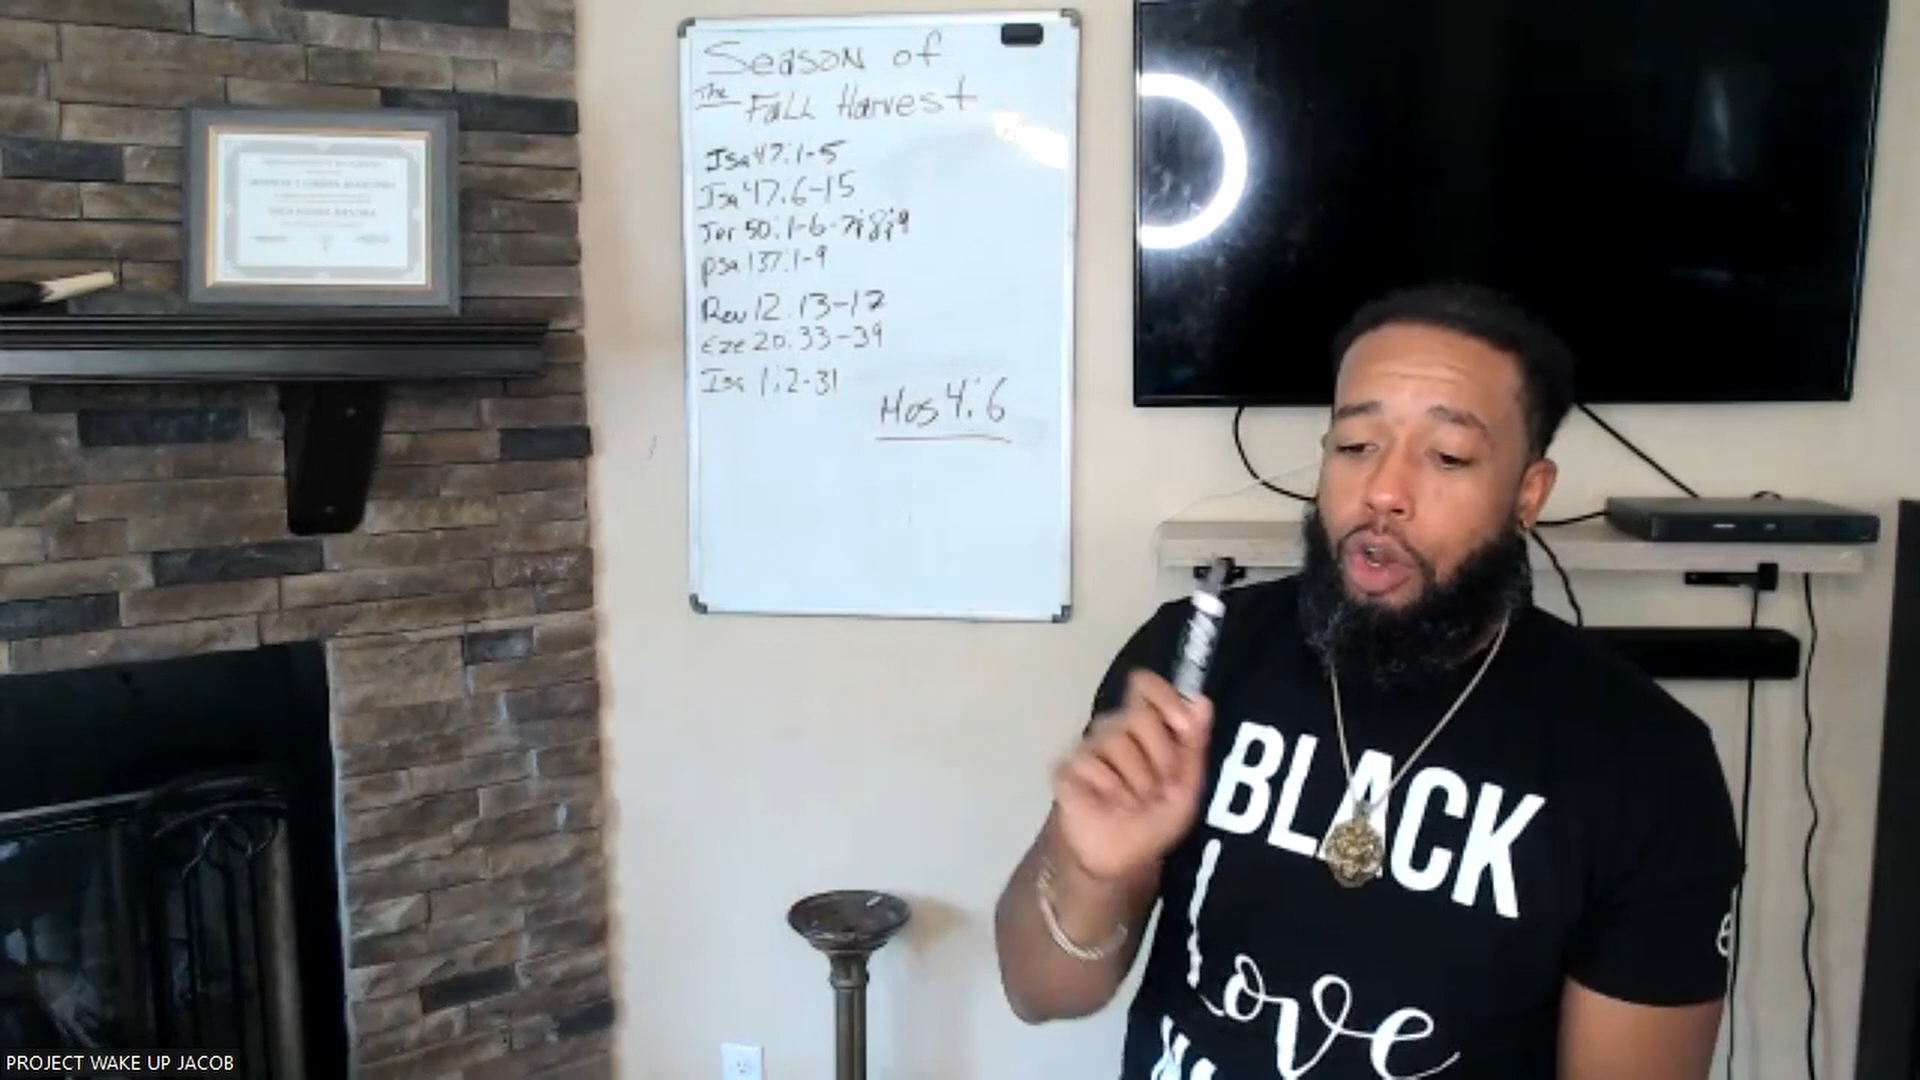 Season of
The Fall Harvest
Isa 47:1-5
Isa 47.6-15
Jer 50:1-6-7;8;9
psa 137:1-9
Rev 12:13-17
Eze 20:33-39
Isa 1:2-31
Hos 4:6
BLACK
Love
PROJECT WAKE UP JACOB